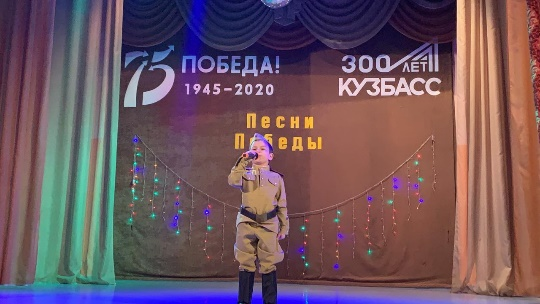 75 ПОБЕДА!
1945–2020
300 ЛЕТ
КУЗБАСС
Песни
Победы